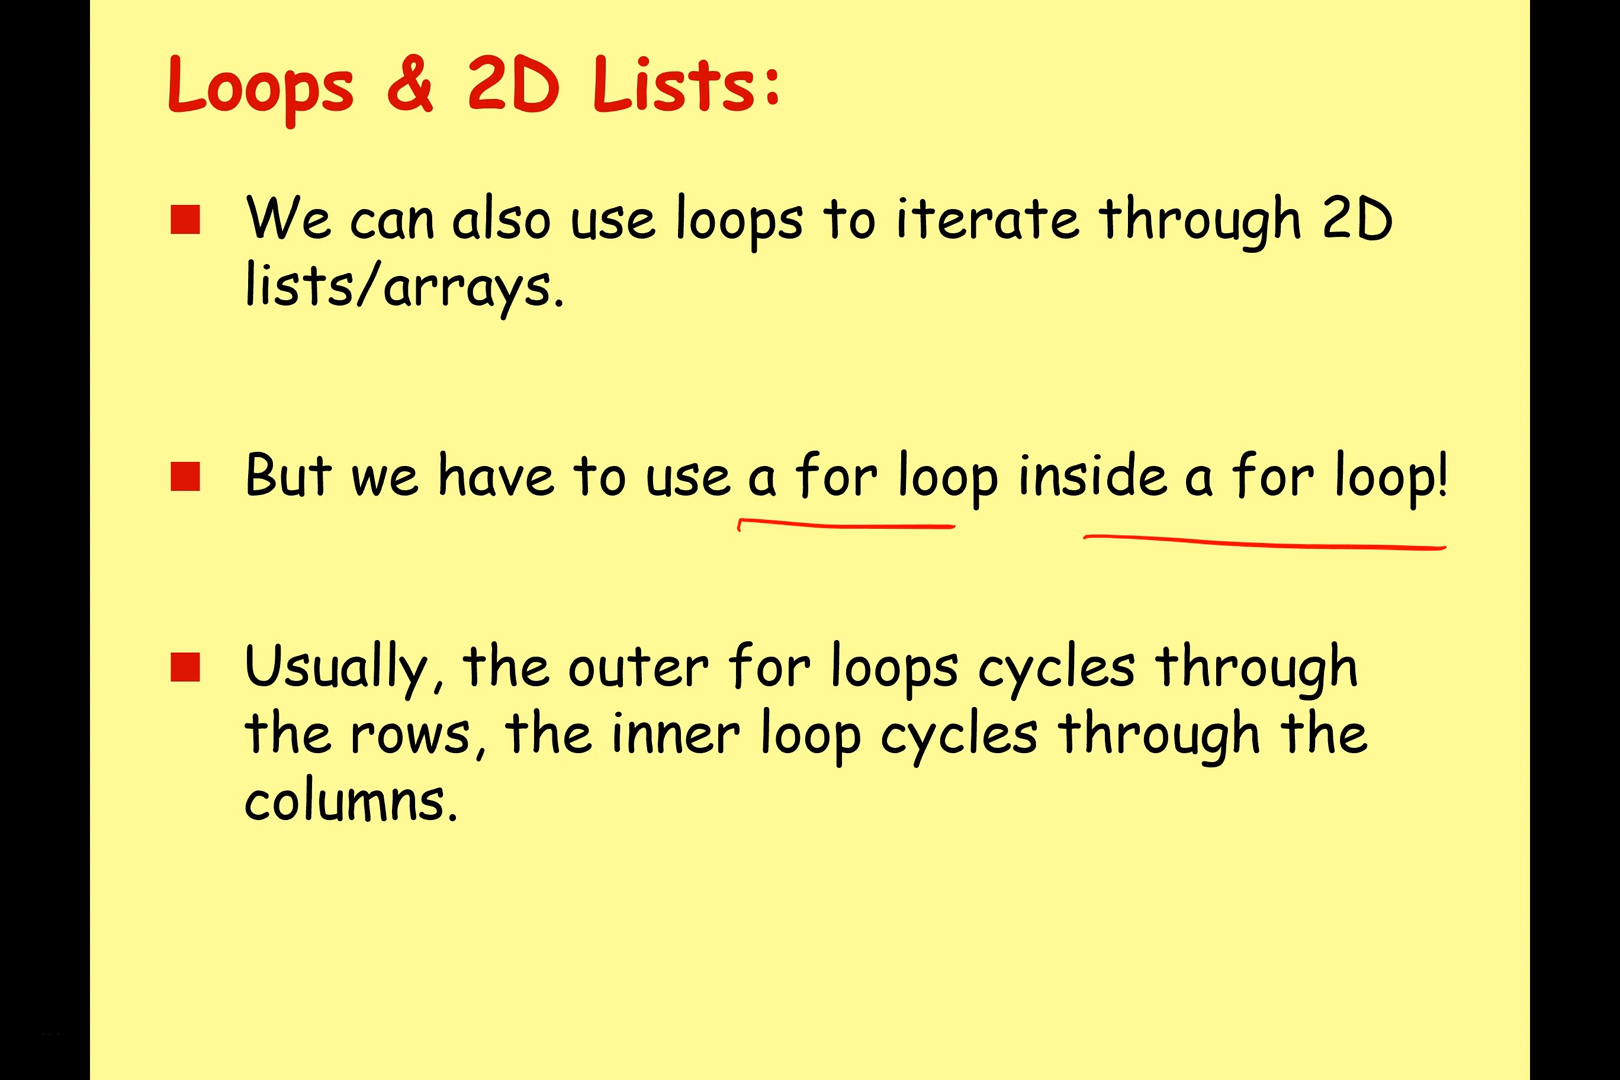 Loops & 2D Lists:
We can also use loops to iterate through 2D
lists/arrays.
But we have to use a for loop inside a for loop!
Usually, the outer for loops cycles through
the rows, the inner loop cycles through the
columns.